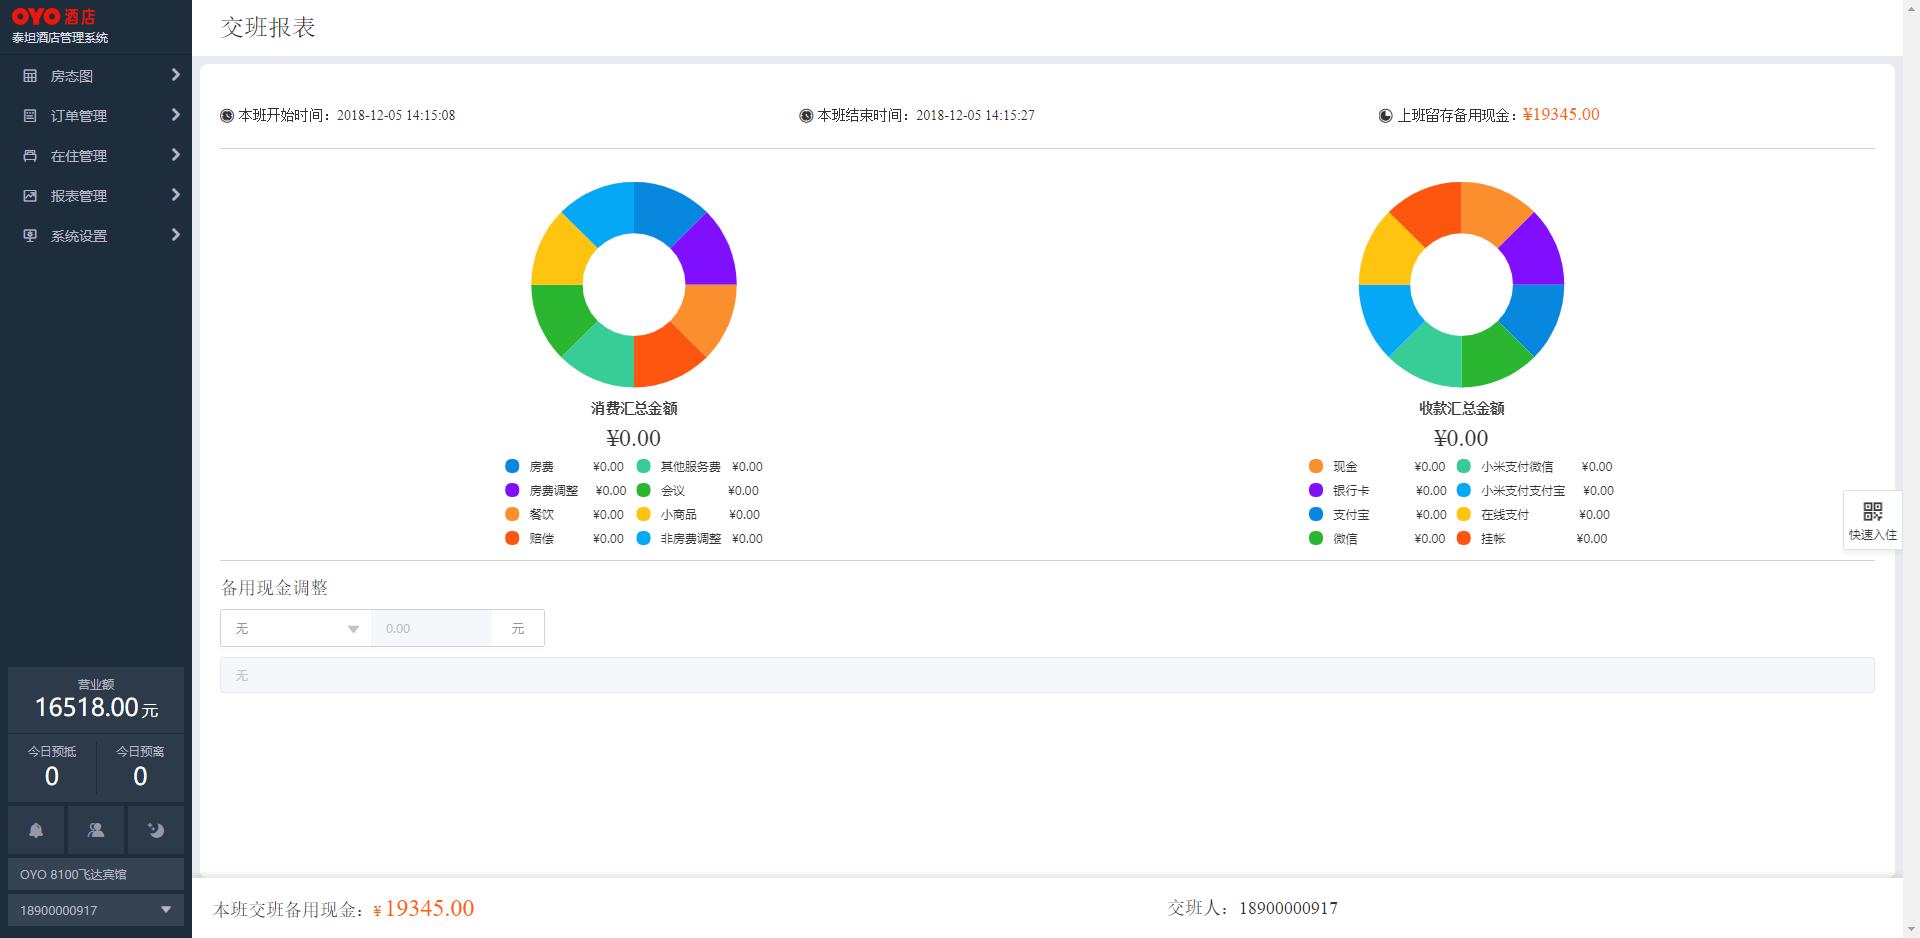 OYO 酒店
泰坦酒店管理系统
房态图
订单管理
在住管理
报表管理
系统设置
营业额
16518.00元
今日预抵 今日预离
0 0
OYO 8100飞达宾馆
18900000917
交班报表
本班开始时间：2018-12-05 14:15:08 本班结束时间：2018-12-05 14:15:27 上班留存备用现金：¥19345.00
消费汇总金额
¥0.00
房费 ¥0.00 其他服务费 ¥0.00
房费调整 ¥0.00 会议 ¥0.00
餐饮 ¥0.00 小商品 ¥0.00
赔偿 ¥0.00 非房费调整 ¥0.00
收款汇总金额
¥0.00
现金 ¥0.00 小米支付微信 ¥0.00
银行卡 ¥0.00 小米支付支付宝 ¥0.00
支付宝 ¥0.00 在线支付 ¥0.00
微信 ¥0.00 挂帐 ¥0.00
快速入住
备用现金调整
无 0.00 元
无
本班交班备用现金：¥ 19345.00 交班人：18900000917